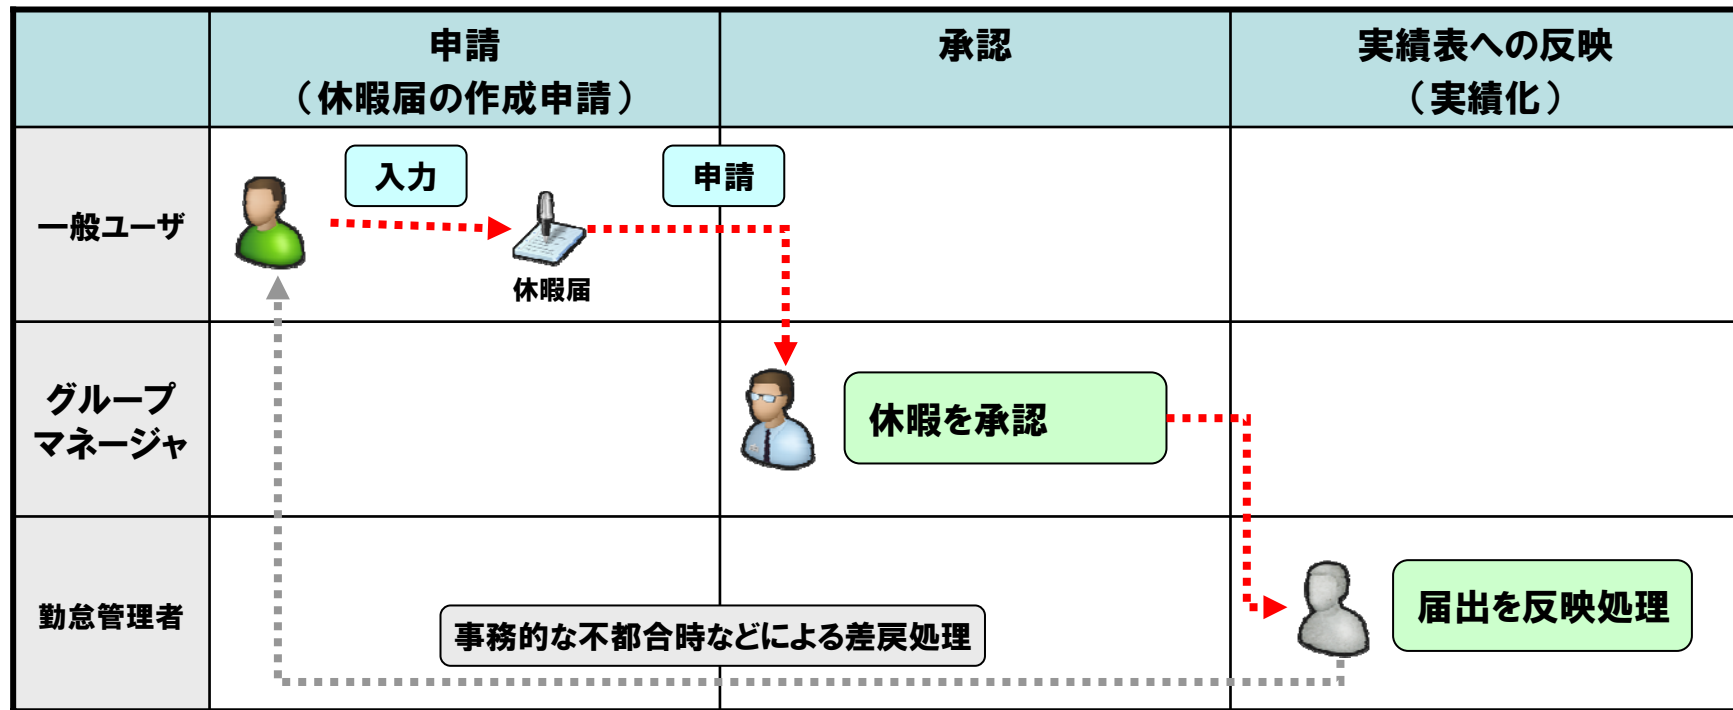 申請
（休暇届の作成申請）
承認
実績表への反映
（実績化）
一般ユーザ
入力
申請
休暇届
グループ
マネージャ
休暇を承認
勤怠管理者
事務的な不都合時などによる差戻処理
届出を反映処理